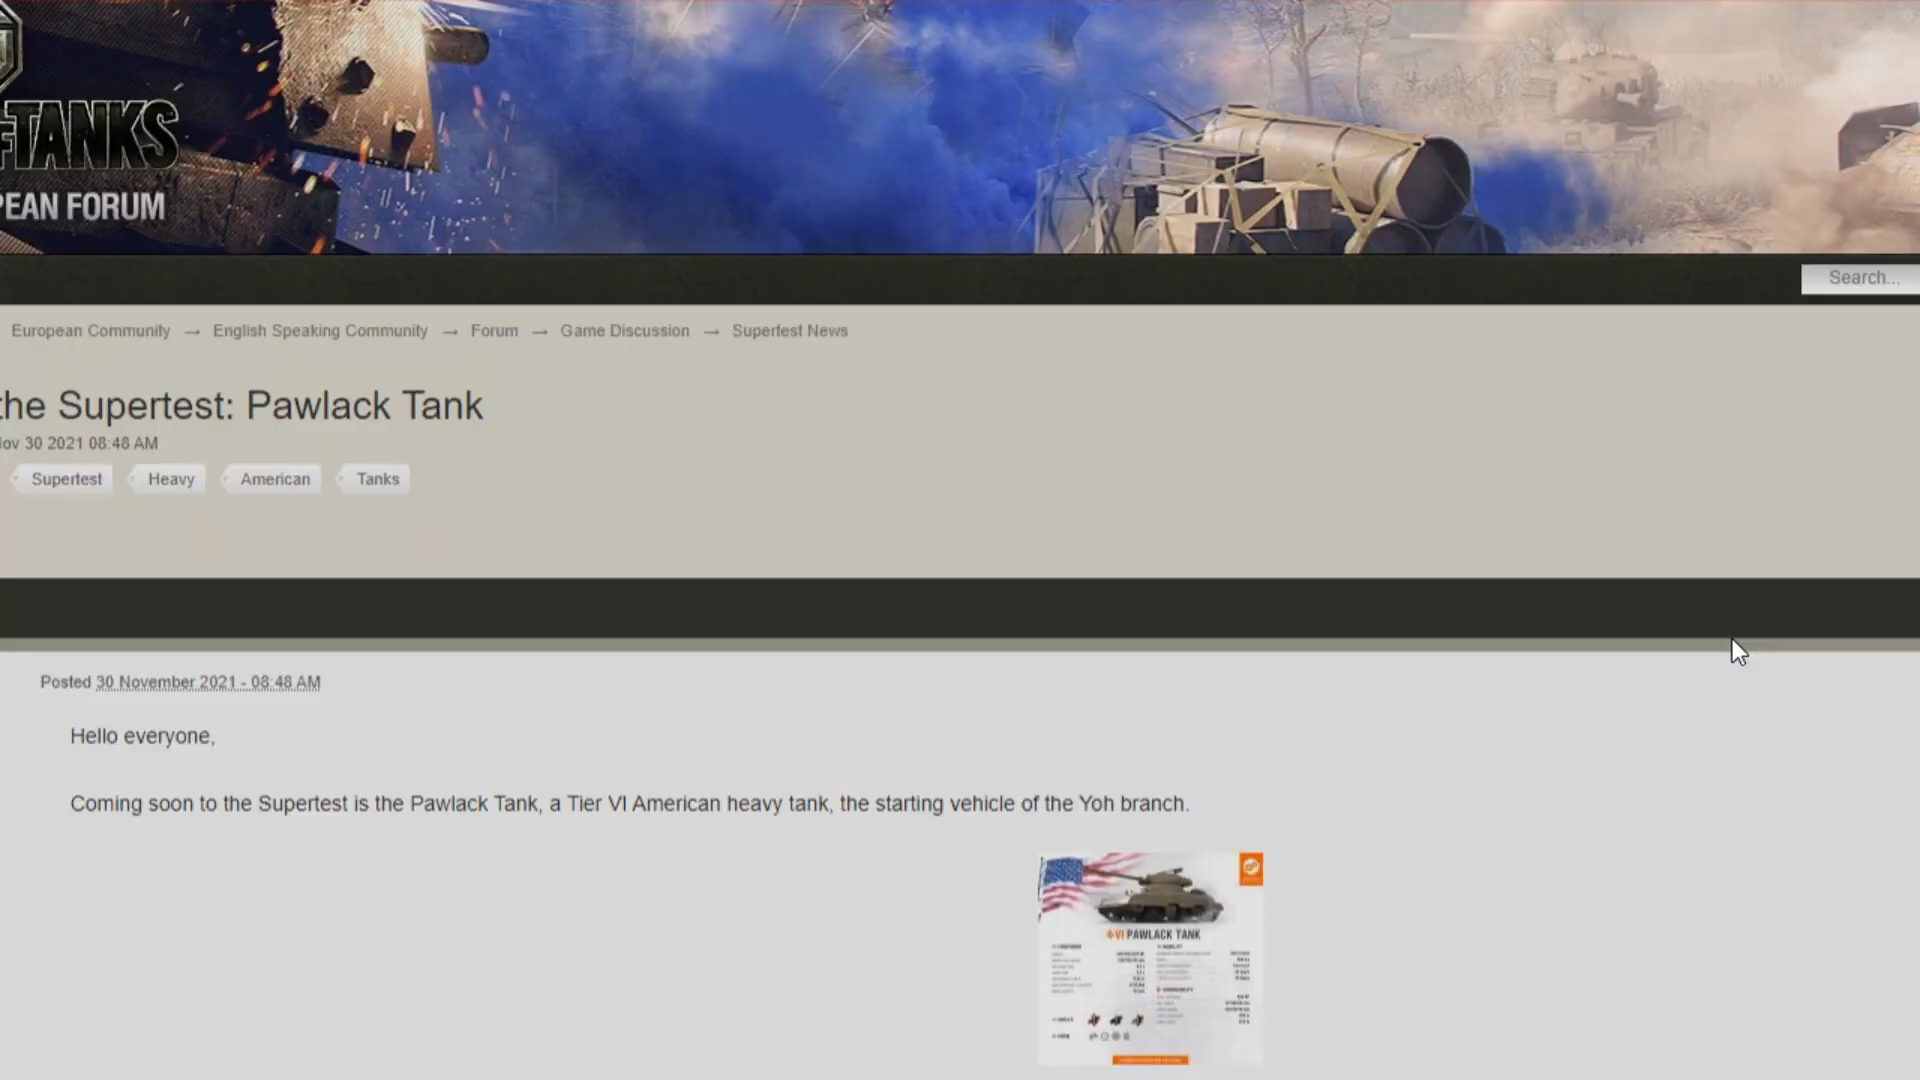 TANKS
PEAN FORUM
Search...
European Community → English Speaking Community → Forum → Game Discussion → Supertest News
the Supertest: Pawlack Tank
Nov 30 2021 08:48 AM
Supertest Heavy American Tanks
Posted 30 November 2021 - 08:48 AM
Hello everyone,
Coming soon to the Supertest is the Pawlack Tank, a Tier VI American heavy tank, the starting vehicle of the Yoh branch.
VI PAWLACK TANK